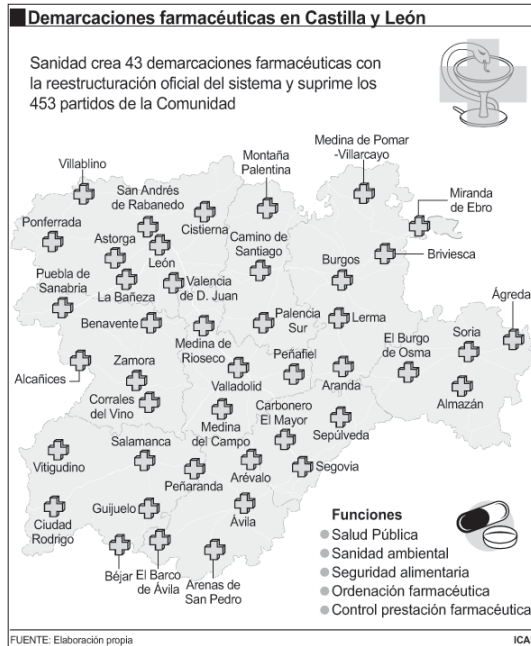 Demarcaciones farmacéuticas en Castilla y León
Sanidad crea 43 demarcaciones farmacéuticas con
la reestructuración oficial del sistema y suprime los
453 partidos de la Comunidad
Medina de Pomar
-Villarcayo
Montaña
Palentina
Villablino
San Andrés
de Rabanedo
Miranda
de Ebro
Ponferrada
Cistierna
Astorga
León
Camino de
Santiago
Burgos
Briviesca
Puebla de
Sanabria
La Bañeza
Valencia
de D. Juan
Ágreda
Benavente
Medina de
Rioseco
Palencia
Sur
Lerma
El Burgo
de Osma
Soria
Alcañices
Zamora
Valladolid
Peñafiel
Aranda
Almazán
Corrales
del Vino
Medina
del Campo
Carbonero
El Mayor
Sepúlveda
Vitigudino
Salamanca
Peñaranda
Arévalo
Segovia
Ciudad
Rodrigo
Guijuelo
Ávila
Béjar
El Barco
de Ávila
Arenas de
San Pedro
Funciones
Salud Pública
Sanidad ambiental
Seguridad alimentaria
Ordenación farmacéutica
Control prestación farmacéutica
FUENTE: Elaboración propia
ICAL